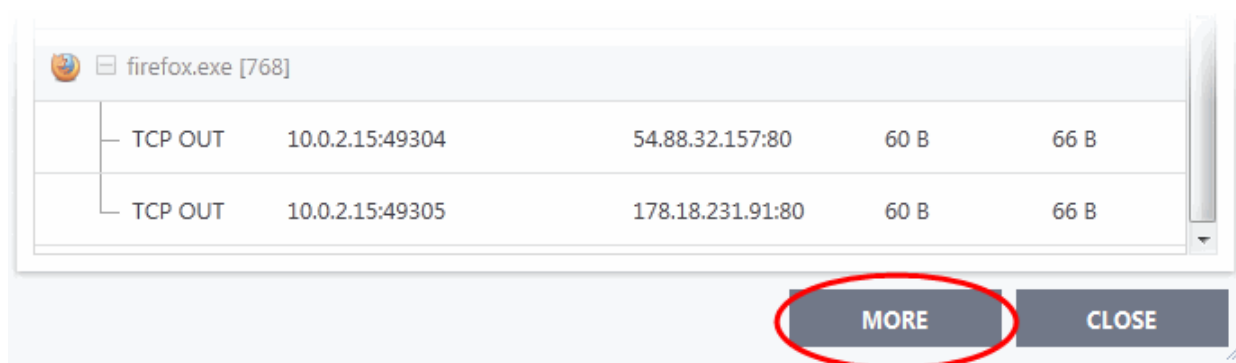 firefox.exe [768]
TCP OUT 10.0.2.15:49304 54.88.32.157:80 60 B 66 B
TCP OUT 10.0.2.15:49305 178.18.231.91:80 60 B 66 B
MORE CLOSE